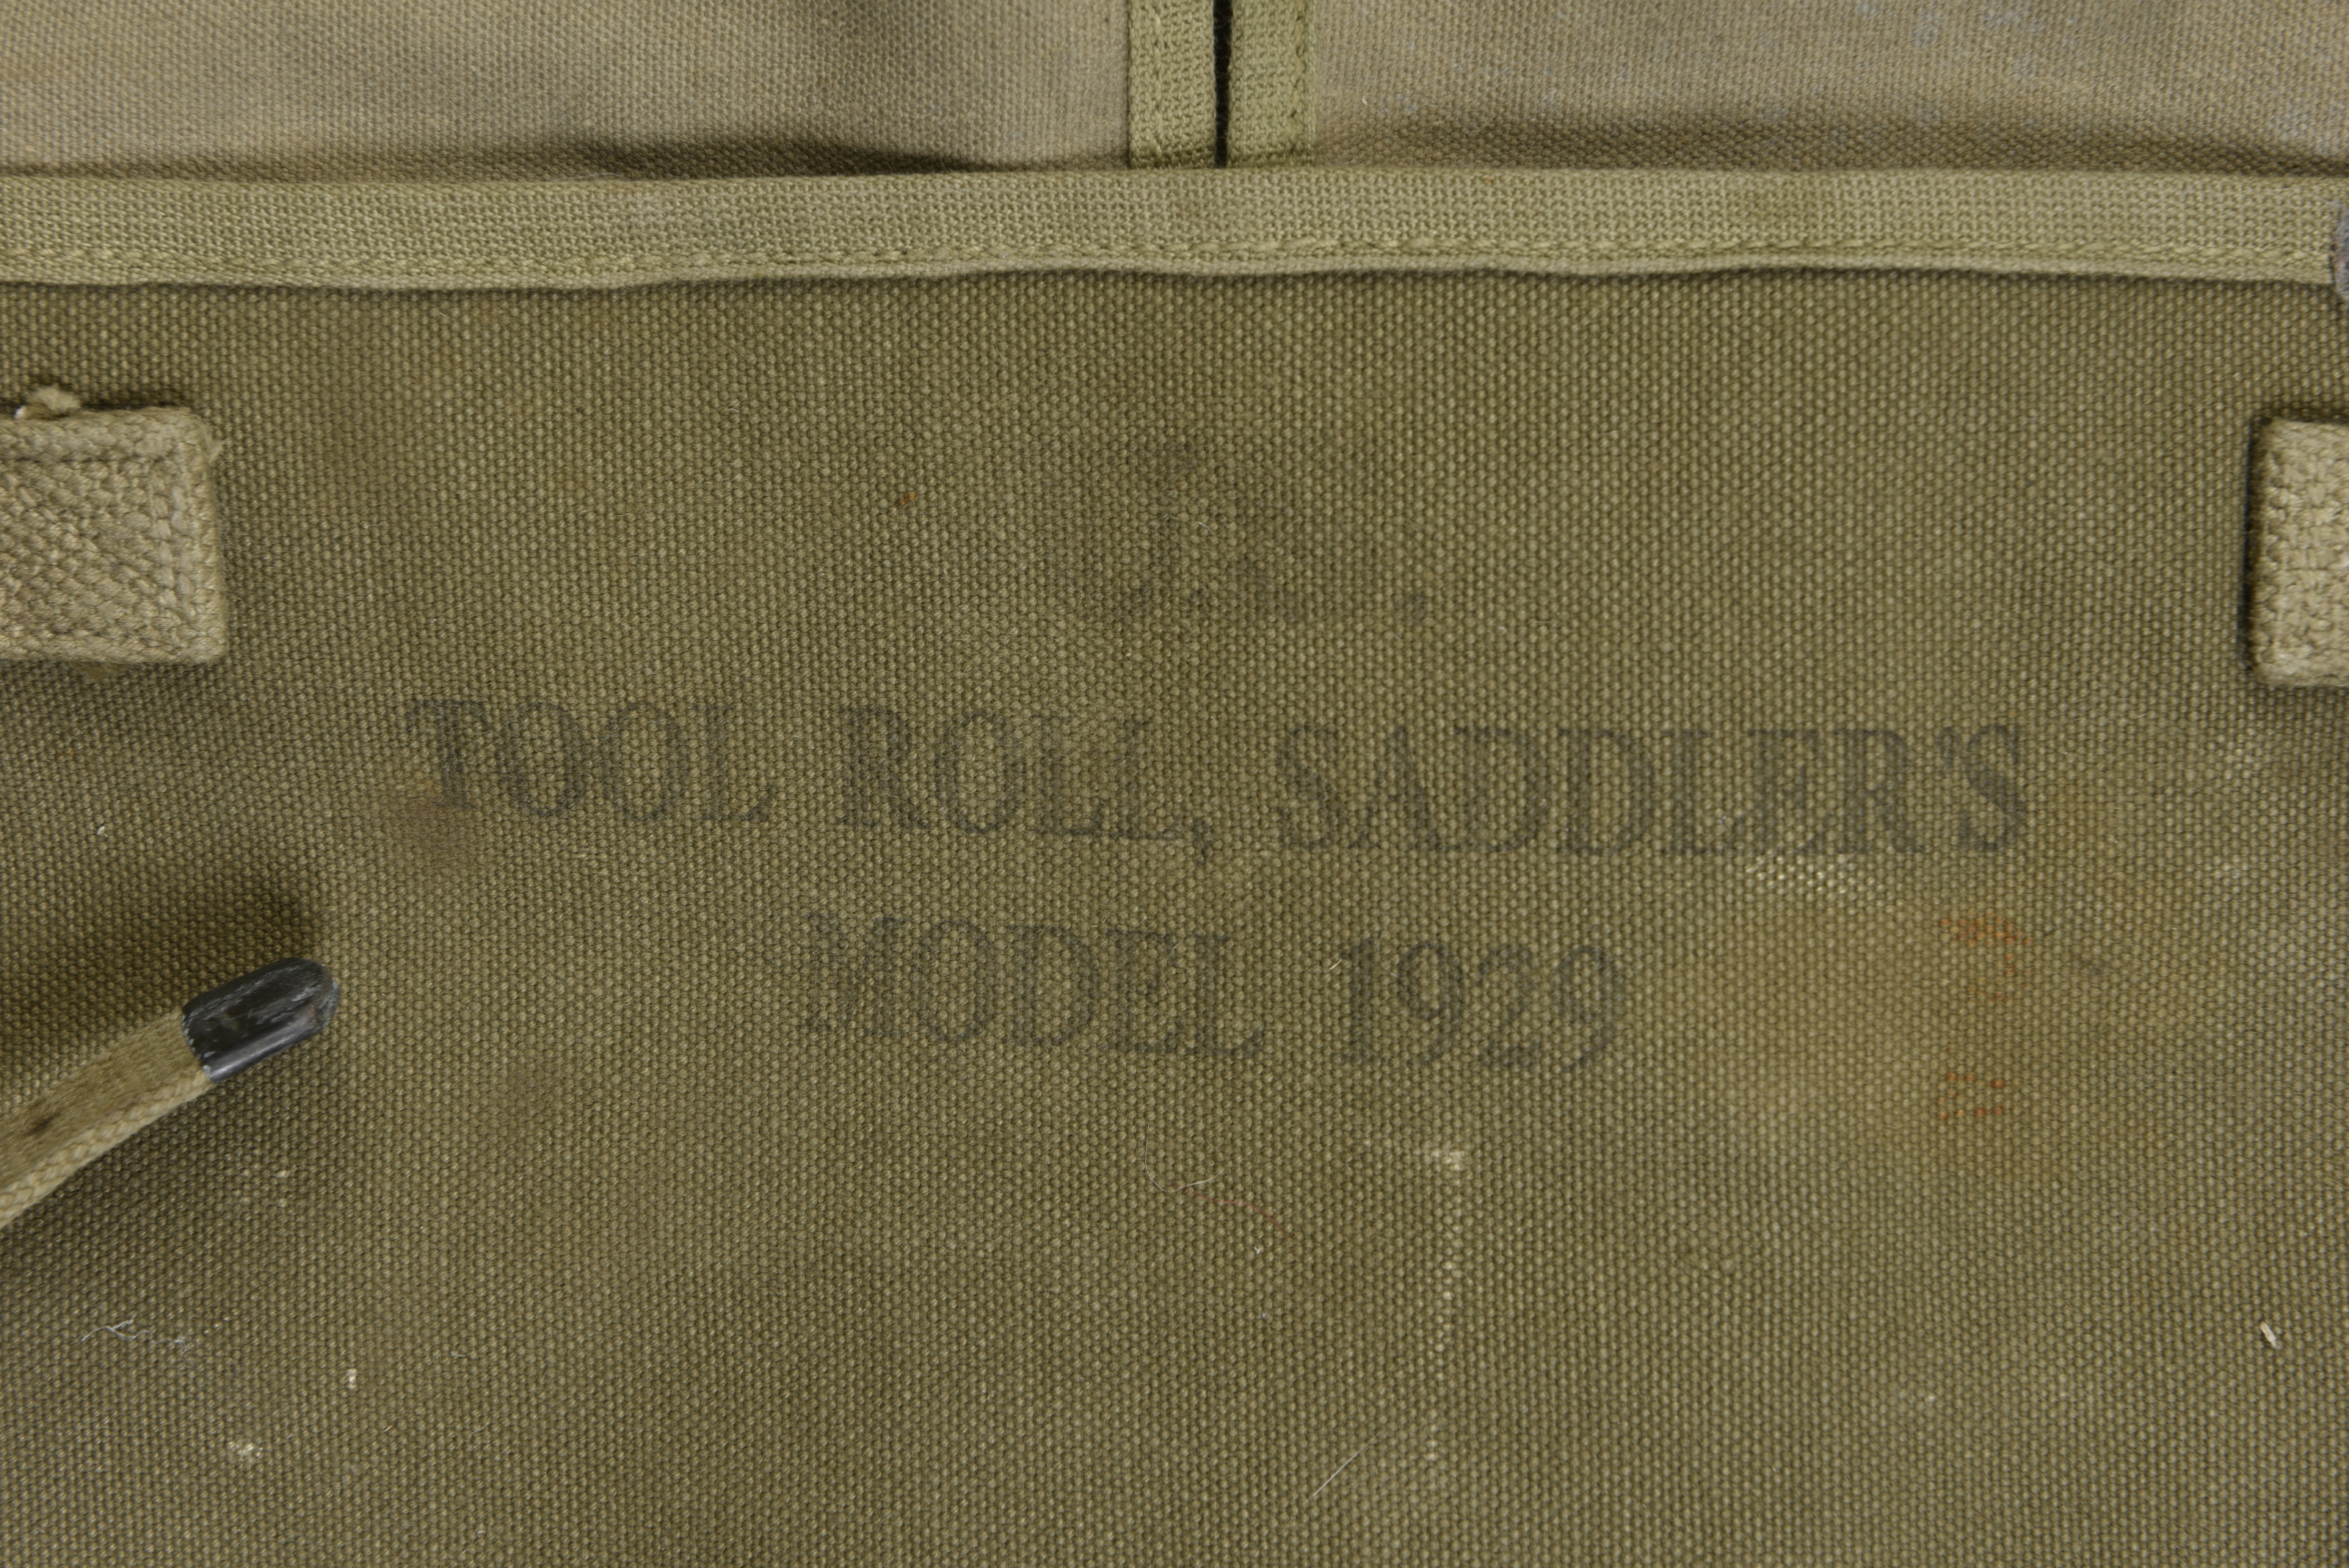 U.S.
TOOL ROLL, SADDLER'S
MODEL 1929